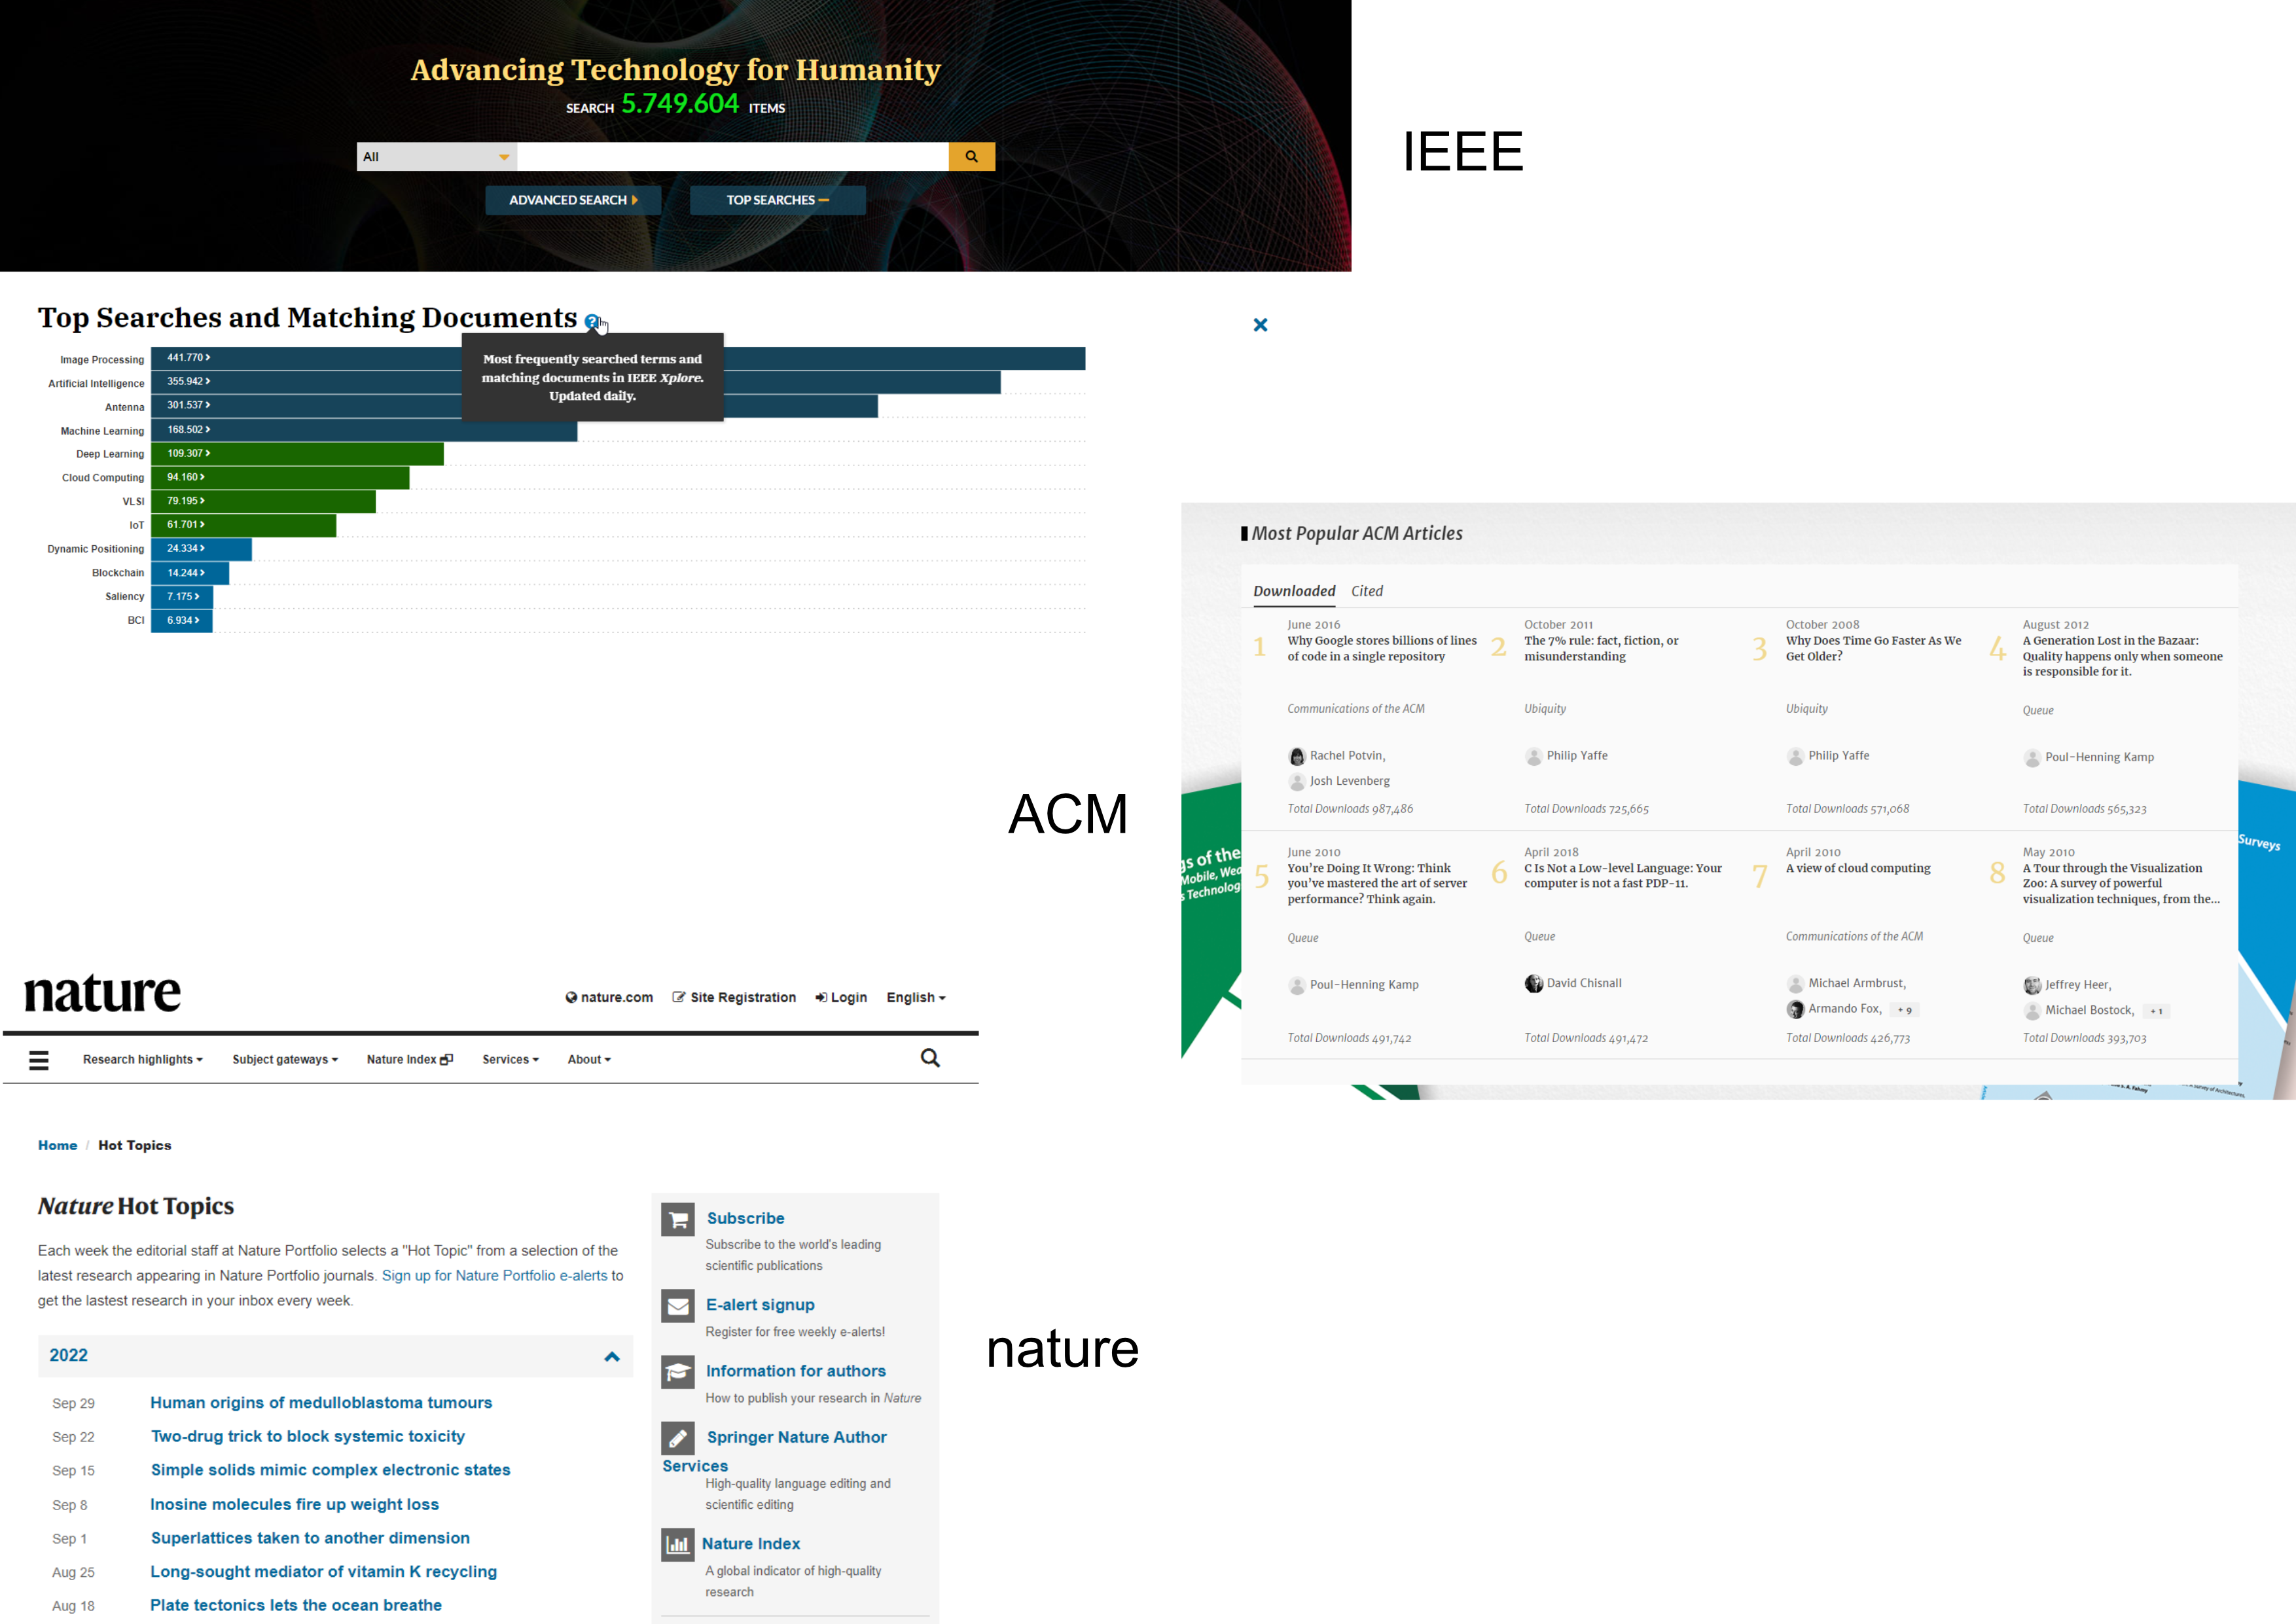 Advancing Technology for Humanity
SEARCH 5.749.604 ITEMS
All
ADVANCED SEARCH
TOP SEARCHES
IEEE
Top Searches and Matching Documents
Most frequently searched terms and
matching documents in IEEE Xplore.
Updated daily.
Image Processing 441.770
Artificial Intelligence 355.942
Antenna 301.537
Machine Learning 168.502
Deep Learning 109.307
Cloud Computing 94.160
VLSI 79.195
IoT 61.701
Dynamic Positioning 24.334
Blockchain 14.244
Saliency 7.175
BCI 6.934
ACM
Most Popular ACM Articles
Downloaded Cited
1
June 2016
Why Google stores billions of lines
of code in a single repository
Communications of the ACM
Rachel Potvin,
Josh Levenberg
Total Downloads 987,486
2
October 2011
The 7% rule: fact, fiction, or
misunderstanding
Ubiquity
Philip Yaffe
Total Downloads 725,665
3
October 2008
Why Does Time Go Faster As We
Get Older?
Ubiquity
Philip Yaffe
Total Downloads 571,068
4
August 2012
A Generation Lost in the Bazaar:
Quality happens only when someone
is responsible for it.
Queue
Poul-Henning Kamp
Total Downloads 565,323
5
June 2010
You're Doing It Wrong: Think
you've mastered the art of server
performance? Think again.
Queue
Poul-Henning Kamp
Total Downloads 491,742
6
April 2018
C Is Not a Low-level Language: Your
computer is not a fast PDP-11.
Queue
David Chisnall
Total Downloads 491,472
7
April 2010
A view of cloud computing
Communications of the ACM
Michael Armbrust,
Armando Fox, + 9
Total Downloads 426,773
8
May 2010
A Tour through the Visualization
Zoo: A survey of powerful
visualization techniques, from the...
Queue
Jeffrey Heer,
Michael Bostock, + 1
Total Downloads 393,703
gs of the
Mobile, Wea
s Technolog
Surveys
nature
nature.com Site Registration Login English
Research highlights Subject gateways Nature Index Services About
Home / Hot Topics
Nature Hot Topics
Each week the editorial staff at Nature Portfolio selects a "Hot Topic" from a selection of the
latest research appearing in Nature Portfolio journals. Sign up for Nature Portfolio e-alerts to
get the lastest research in your inbox every week.
2022
Sep 29 Human origins of medulloblastoma tumours
Sep 22 Two-drug trick to block systemic toxicity
Sep 15 Simple solids mimic complex electronic states
Sep 8 Inosine molecules fire up weight loss
Sep 1 Superlattices taken to another dimension
Aug 25 Long-sought mediator of vitamin K recycling
Aug 18 Plate tectonics lets the ocean breathe
Subscribe
Subscribe to the world's leading
scientific publications
E-alert signup
Register for free weekly e-alerts!
Information for authors
How to publish your research in Nature
Springer Nature Author
Services
High-quality language editing and
scientific editing
Nature Index
A global indicator of high-quality
research
nature